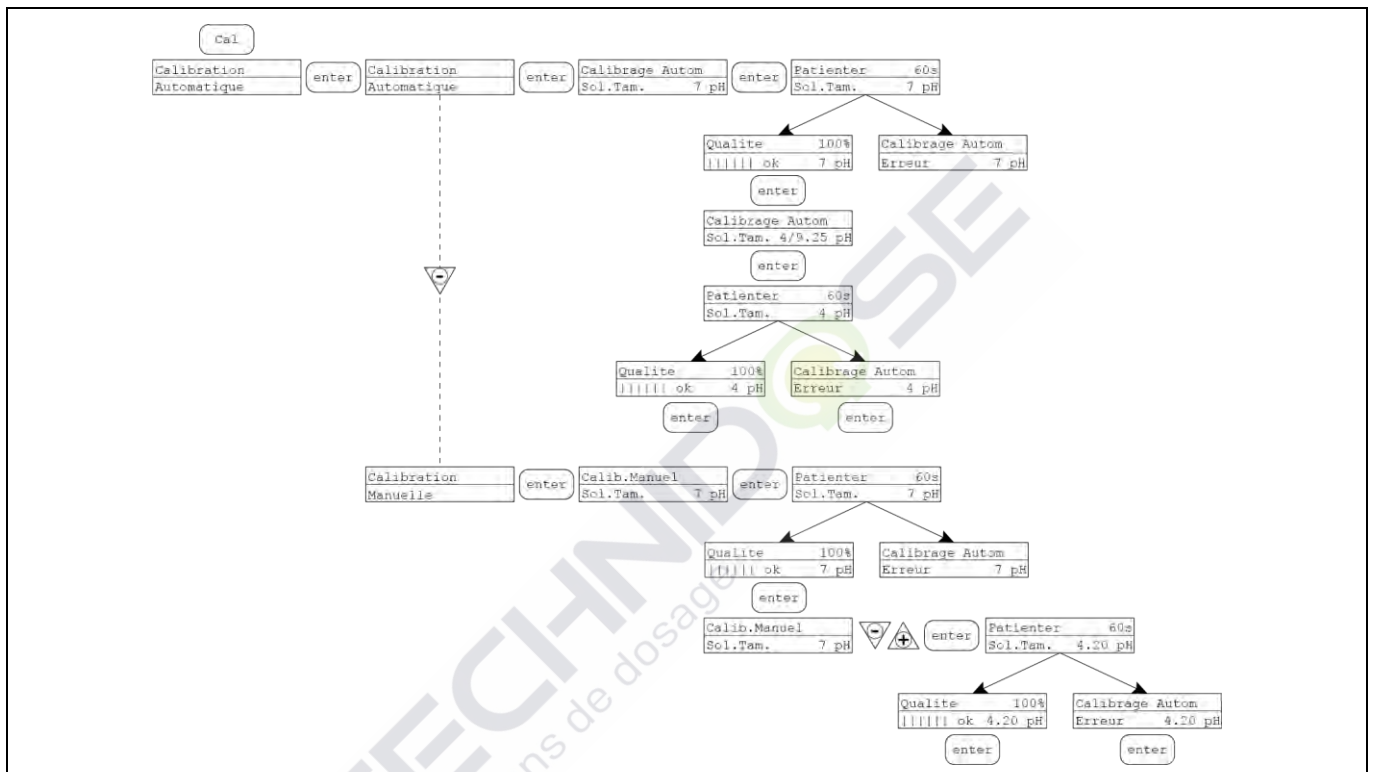 Cal
Calibration
Automatique
enter
Calibration
Automatique
enter
Calibrage Autom
Sol.Tam. 7 pH
enter
Patienter 60s
Sol.Tam. 7 pH
Qualite 100%
|||||| ok 7 pH
Calibrage Autom
Erreur 7 pH
enter
Calibrage Autom
Sol.Tam. 4/9.25 pH
enter
Patienter 60s
Sol.Tam. 4 pH
Qualite 100%
|||||| ok 4 pH
Calibrage Autom
Erreur 4 pH
enter
enter
Calibration
Manuelle
enter
Calib.Manuel
Sol.Tam. 7 pH
enter
Patienter 60s
Sol.Tam. 7 pH
Qualite 100%
|||||| ok 7 pH
Calibrage Autom
Erreur 7 pH
enter
Calib.Manuel
Sol.Tam. 7 pH
- +
enter
Patienter 60s
Sol.Tam. 4.20 pH
Qualite 100%
|||||| ok 4.20 pH
Calibrage Autom
Erreur 4.20 pH
enter
enter
TECHNIDOSE
ns de dosage